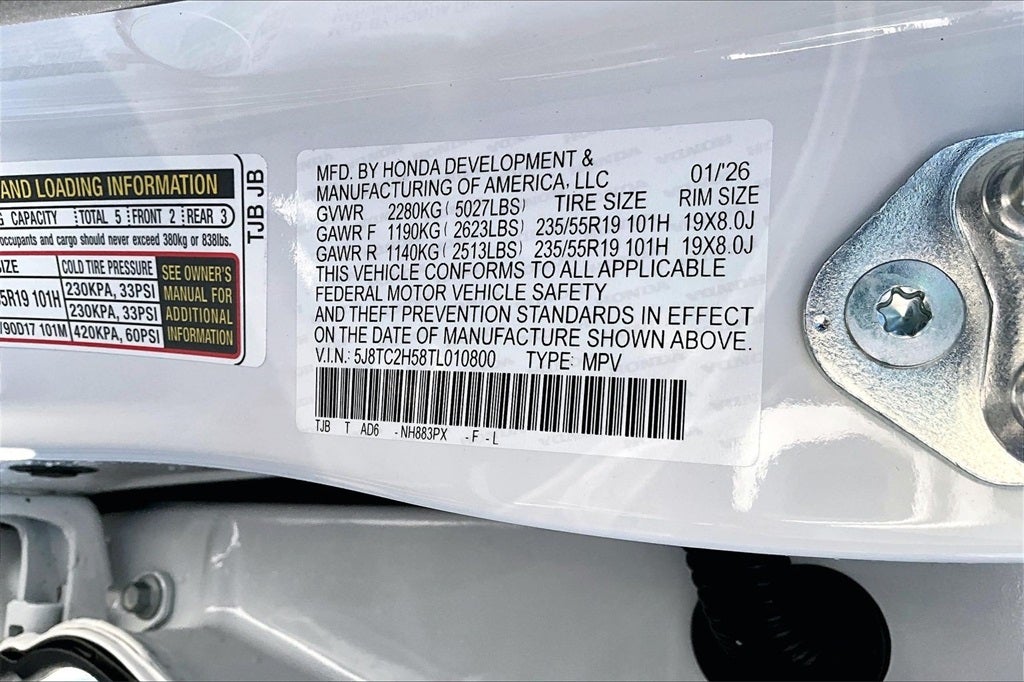 AND LOADING INFORMATION
CAPACITY TOTAL 5 FRONT 2 REAR 3
occupants and cargo should never exceed 380kg or 838lbs.
COLD TIRE PRESSURE
5R19 101H 230KPA, 33PSI
230KPA, 33PSI
/90D17 101M 420KPA, 60PSI
SEE OWNER'S
MANUAL FOR
ADDITIONAL
INFORMATION
TJB JB
MFD. BY HONDA DEVELOPMENT &
MANUFACTURING OF AMERICA, LLC 01/'26
GVWR 2280KG ( 5027LBS) TIRE SIZE RIM SIZE
GAWR F 1190KG ( 2623LBS) 235/55R19 101H 19X8.0J
GAWR R 1140KG ( 2513LBS) 235/55R19 101H 19X8.0J
THIS VEHICLE CONFORMS TO ALL APPLICABLE
FEDERAL MOTOR VEHICLE SAFETY
AND THEFT PREVENTION STANDARDS IN EFFECT
ON THE DATE OF MANUFACTURE SHOWN ABOVE.
V.I.N.: 5J8TC2H58TL010800 TYPE: MPV
TJB T AD6 - NH883PX - F - L